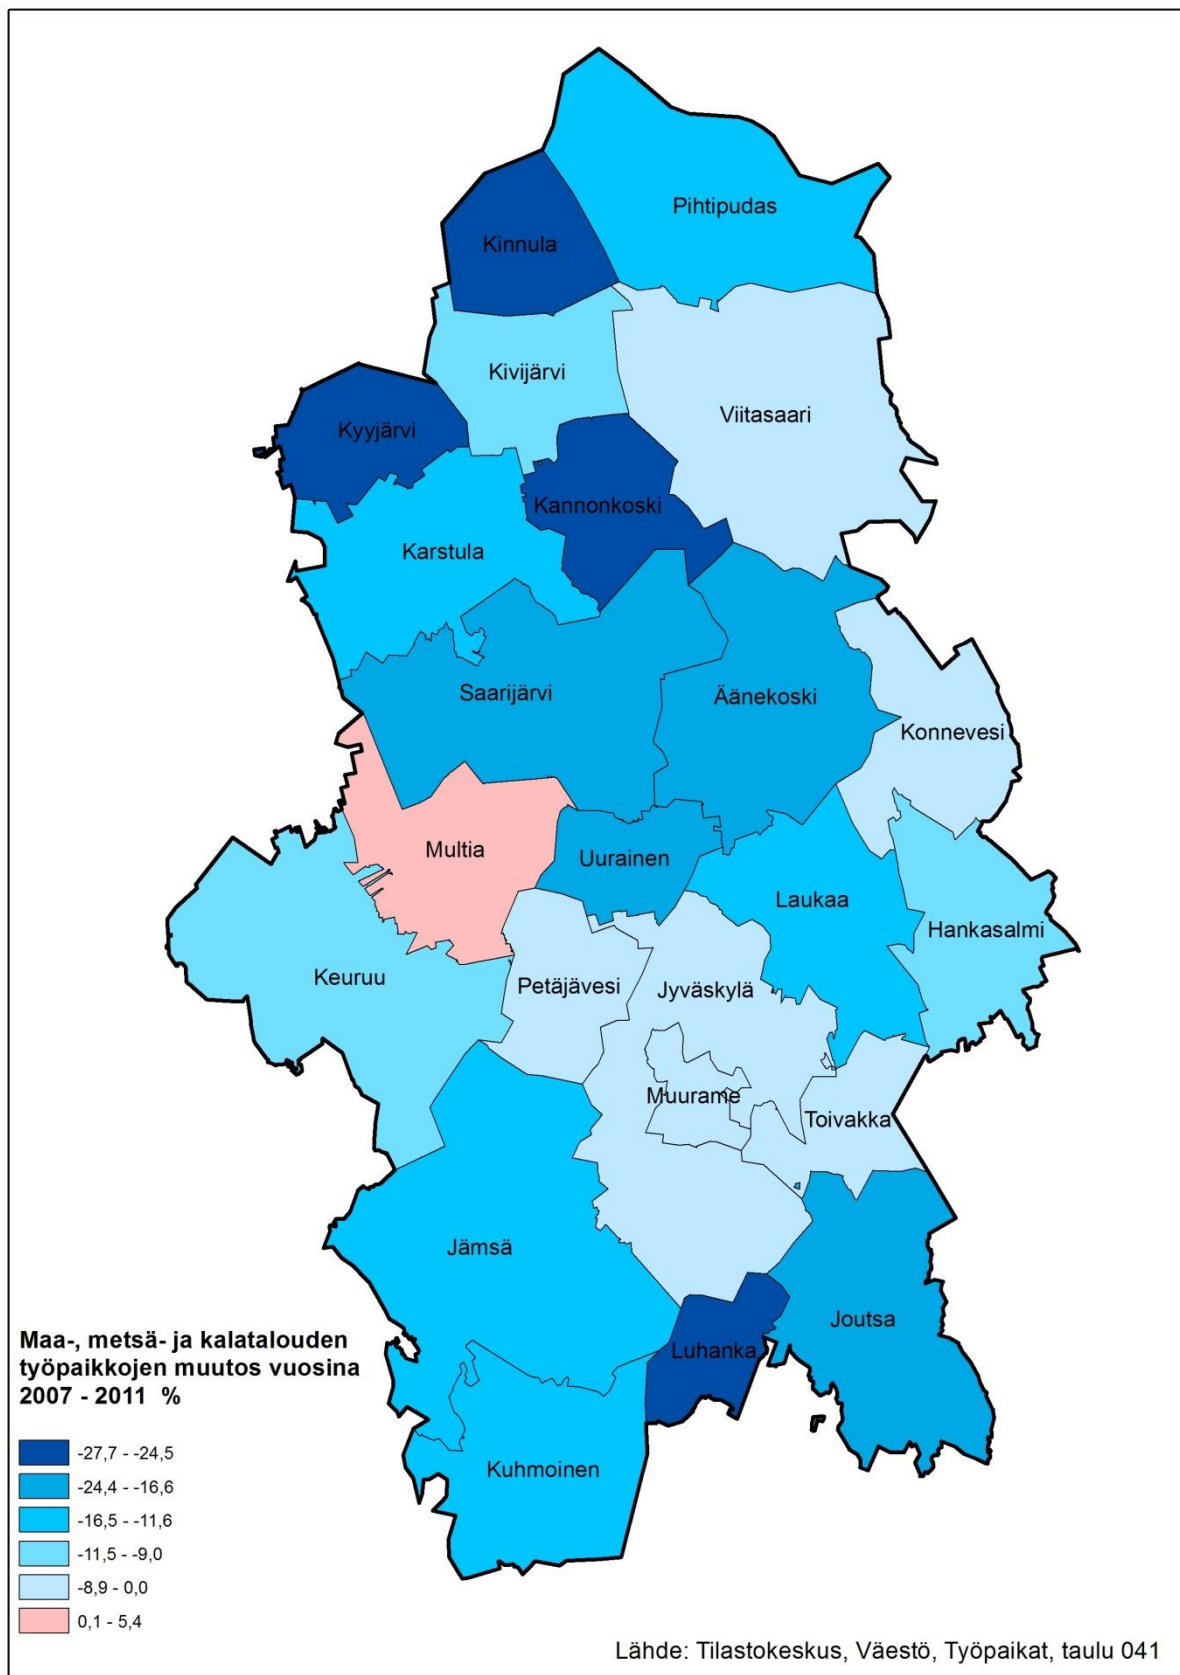 Pihtipudas
Kinnula
Kivijärvi
Viitasaari
Kyyjärvi
Kannonkoski
Karstula
Saarijärvi
Äänekoski
Konnevesi
Multia
Uurainen
Laukaa
Hankasalmi
Keuruu
Petäjävesi
Jyväskylä
Muurame
Toivakka
Jämsä
Joutsa
Luhanka
Kuhmoinen
Maa-, metsä- ja kalatalouden
työpaikkojen muutos vuosina
2007 - 2011 %
-27,7 - -24,5
-24,4 - -16,6
-16,5 - -11,6
-11,5 - -9,0
-8,9 - 0,0
0,1 - 5,4
Lähde: Tilastokeskus, Väestö, Työpaikat, taulu 041